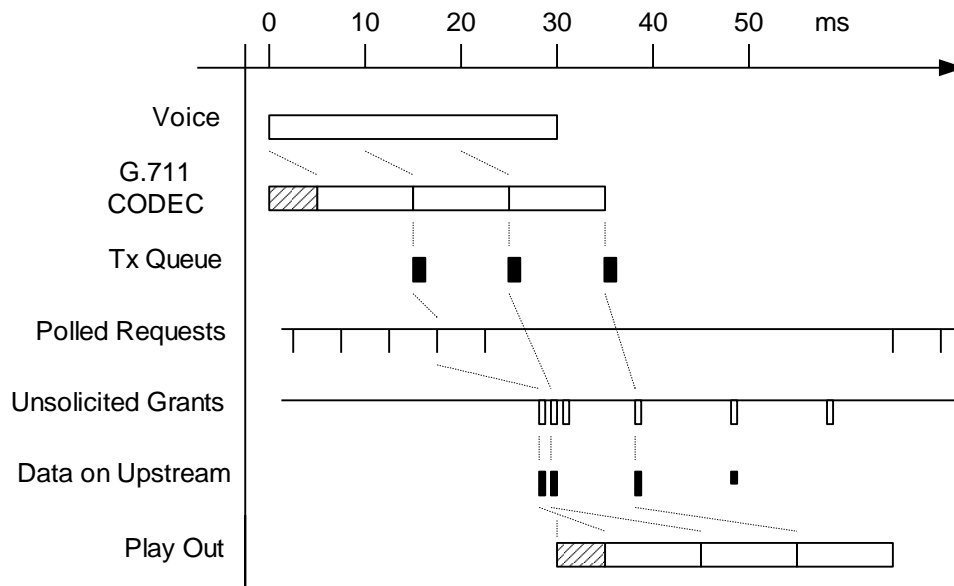 0 10 20 30 40 50 ms
Voice
G.711
CODEC
Tx Queue
Polled Requests
Unsolicited Grants
Data on Upstream
Play Out